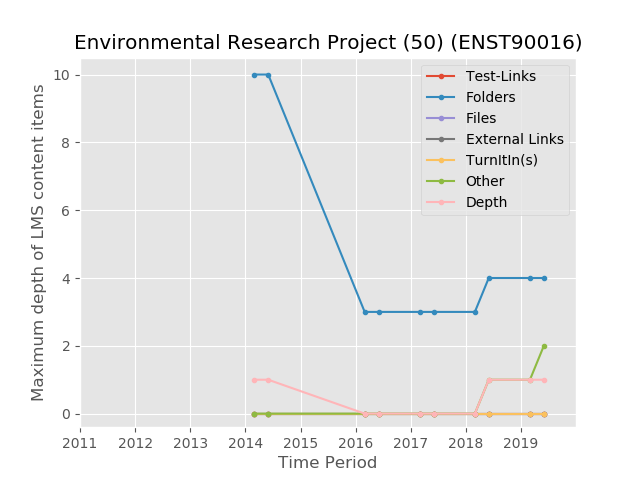 Environmental Research Project (50) (ENST90016)
Maximum depth of LMS content items
10
8
6
4
2
0
Test-Links
Folders
Files
External Links
TurnItIn(s)
Other
Depth
2011 2012 2013 2014 2015 2016 2017 2018 2019
Time Period